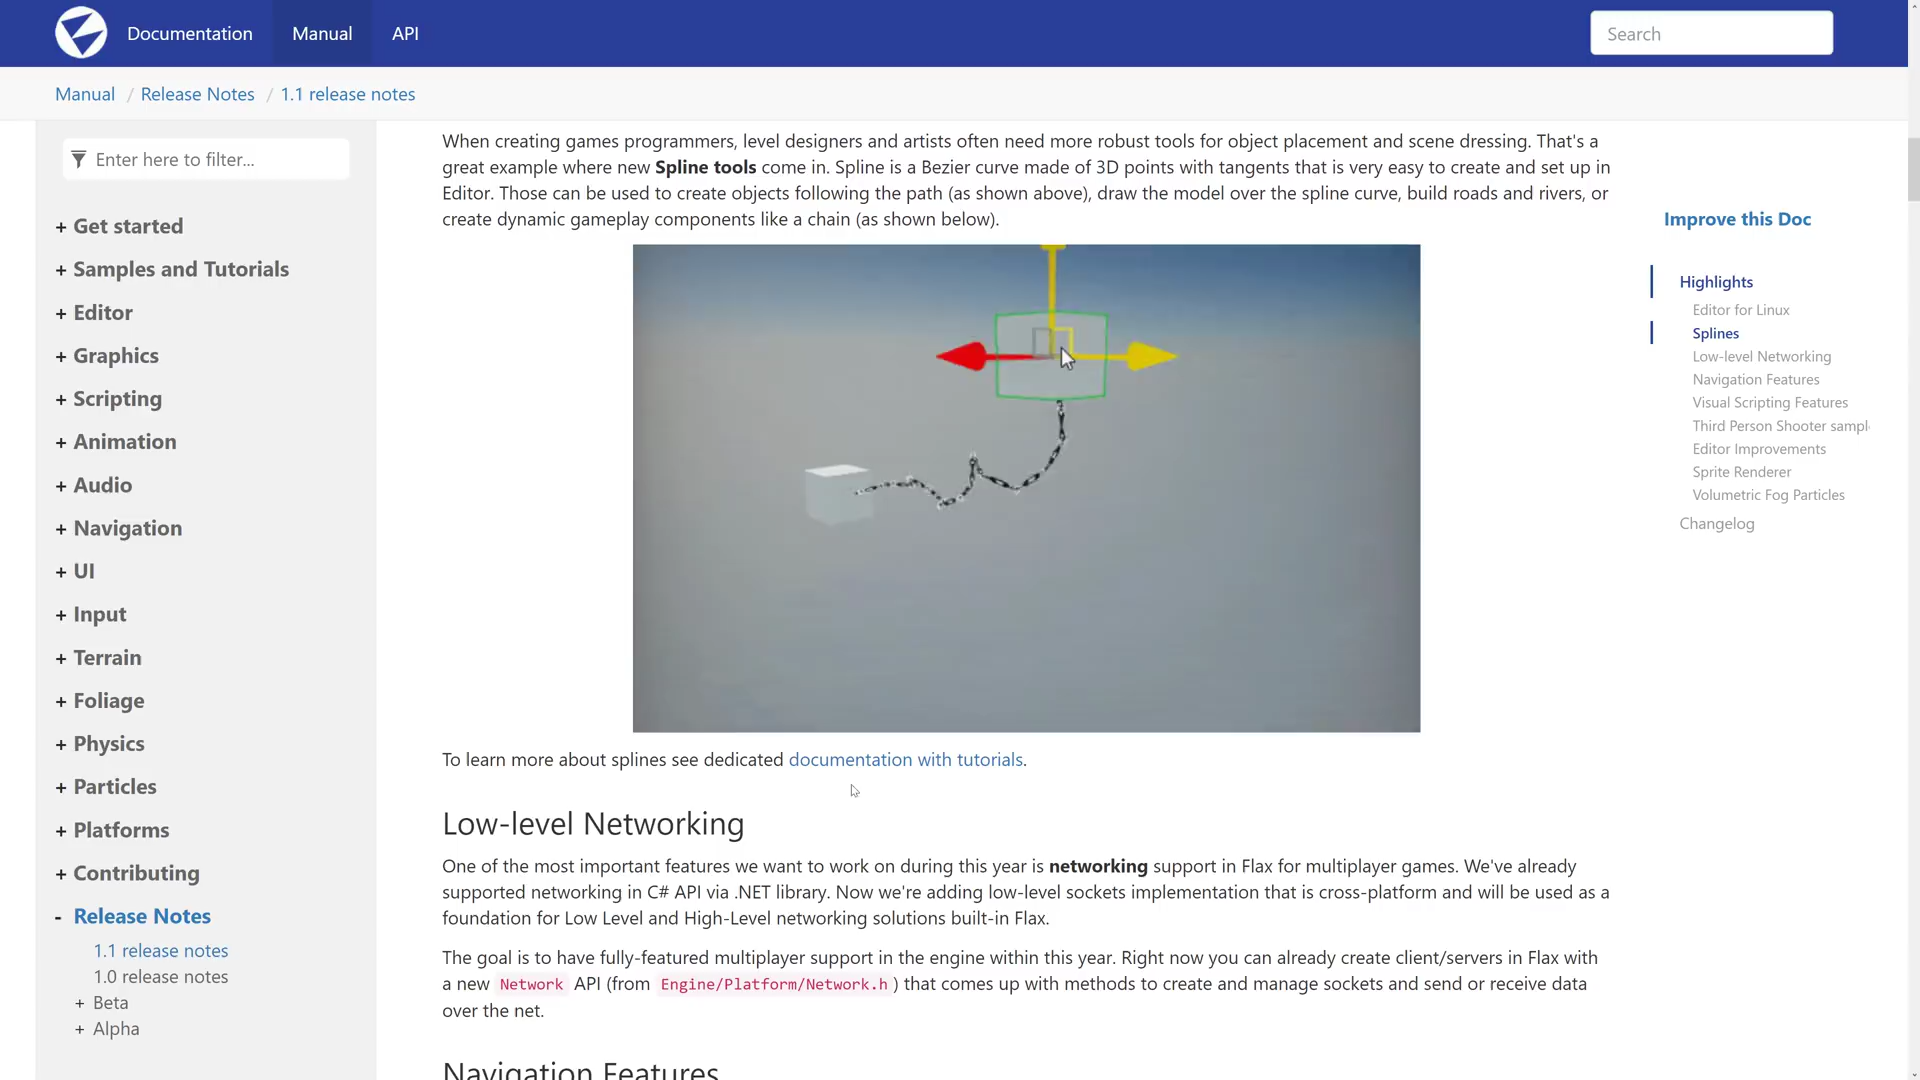 Documentation
Manual
API
Search
Manual / Release Notes / 1.1 release notes
Enter here to filter...
+ Get started
+ Samples and Tutorials
+ Editor
+ Graphics
+ Scripting
+ Animation
+ Audio
+ Navigation
+ UI
+ Input
+ Terrain
+ Foliage
+ Physics
+ Particles
+ Platforms
+ Contributing
- Release Notes
1.1 release notes
1.0 release notes
+ Beta
+ Alpha
When creating games programmers, level designers and artists often need more robust tools for object placement and scene dressing. That's a
great example where new Spline tools come in. Spline is a Bezier curve made of 3D points with tangents that is very easy to create and set up in
Editor. Those can be used to create objects following the path (as shown above), draw the model over the spline curve, build roads and rivers, or
create dynamic gameplay components like a chain (as shown below).
To learn more about splines see dedicated documentation with tutorials.
Low-level Networking
One of the most important features we want to work on during this year is networking support in Flax for multiplayer games. We've already
supported networking in C# API via .NET library. Now we're adding low-level sockets implementation that is cross-platform and will be used as a
foundation for Low Level and High-Level networking solutions built-in Flax.
The goal is to have fully-featured multiplayer support in the engine within this year. Right now you can already create client/servers in Flax with
a new Network API (from Engine/Platform/Network.h ) that comes up with methods to create and manage sockets and send or receive data
over the net.
Navigation Features
Improve this Doc
Highlights
Editor for Linux
Splines
Low-level Networking
Navigation Features
Visual Scripting Features
Third Person Shooter sampl
Editor Improvements
Sprite Renderer
Volumetric Fog Particles
Changelog